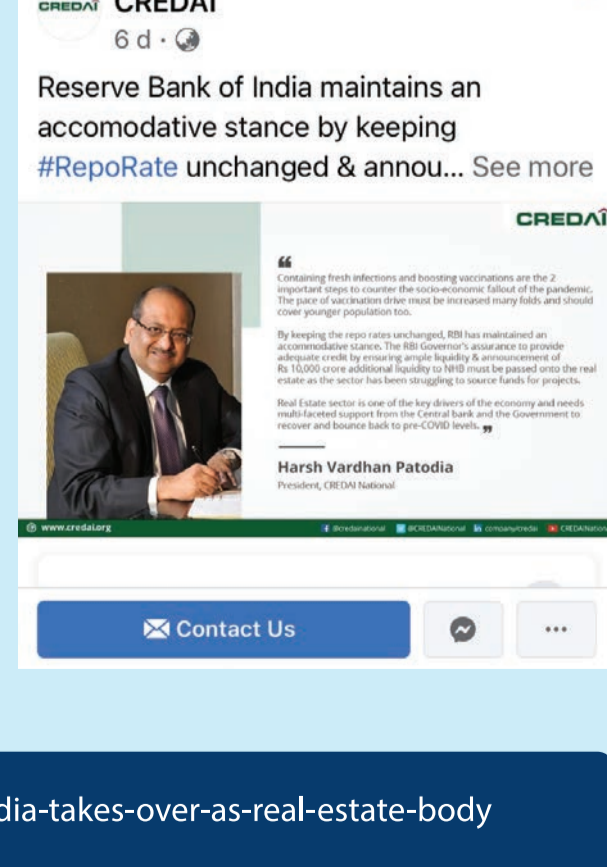 CREDAI CREDAI
6 d ·
Reserve Bank of India maintains an
accomodative stance by keeping
#RepoRate unchanged & annou... See more
CREDAI
“
Containing fresh infections and boosting vaccinations are the 2
important steps to counter the socio-economic fallout of the pandemic.
The pace of vaccination drive must be increased many folds and should
cover younger population too.
By keeping the repo rates unchanged, RBI has maintained an
accommodative stance. The RBI Governor's assurance to provide
adequate credit by ensuring ample liquidity & announcement of
Rs 10,000 crore additional liquidity to NHB must be passed onto the real
estate as the sector has been struggling to source funds for projects.
Real Estate sector is one of the key drivers of the economy and needs
multi-faceted support from the Central bank and the Government to
recover and bounce back to pre-COVID levels. ”
Harsh Vardhan Patodia
President, CREDAI National
www.credai.org @credainational @CREDAINational company/credai CREDAINation
Contact Us
dia-takes-over-as-real-estate-body